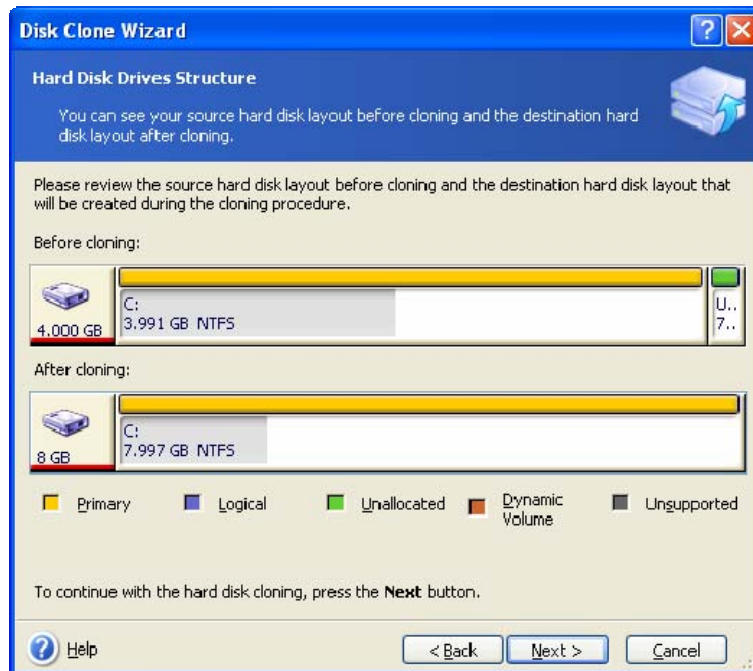 Disk Clone Wizard
Hard Disk Drives Structure
You can see your source hard disk layout before cloning and the destination hard
disk layout after cloning.
Please review the source hard disk layout before cloning and the destination hard disk layout that
will be created during the cloning procedure.
Before cloning:
4.000 GB
C:
3.991 GB NTFS
U..
7..
After cloning:
8 GB
C:
7.997 GB NTFS
Primary Logical Unallocated Dynamic Volume Unsupported
To continue with the hard disk cloning, press the Next button.
Help < Back Next > Cancel